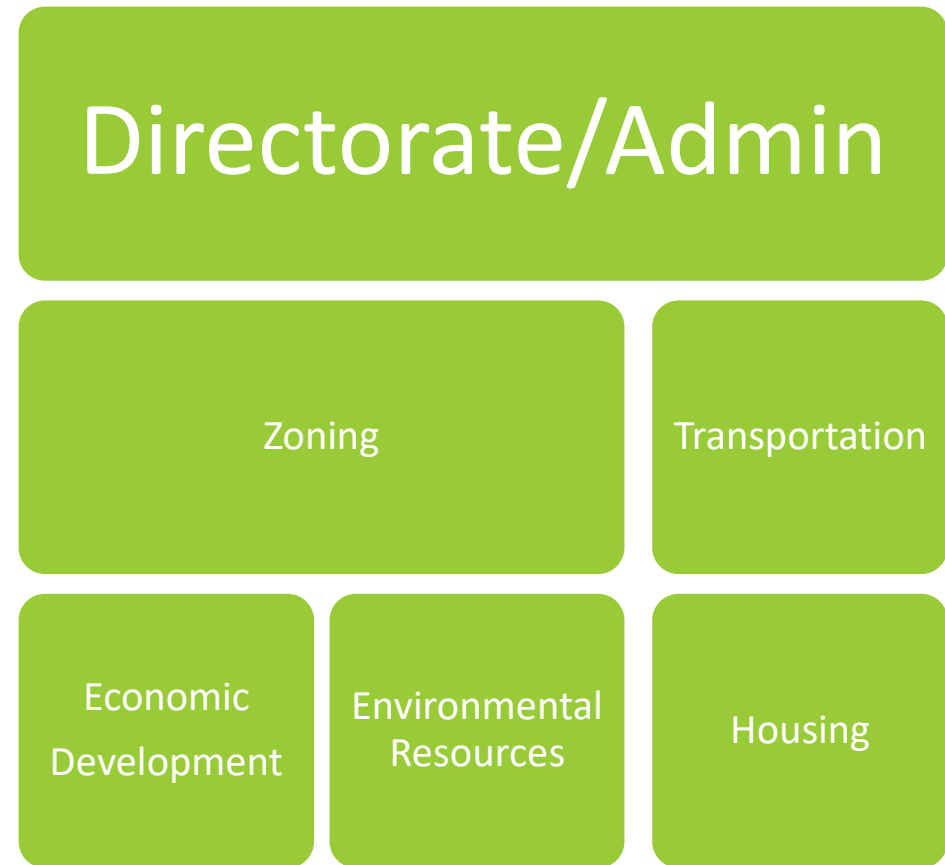 Directorate/Admin
Zoning
Transportation
Economic
Development
Environmental
Resources
Housing